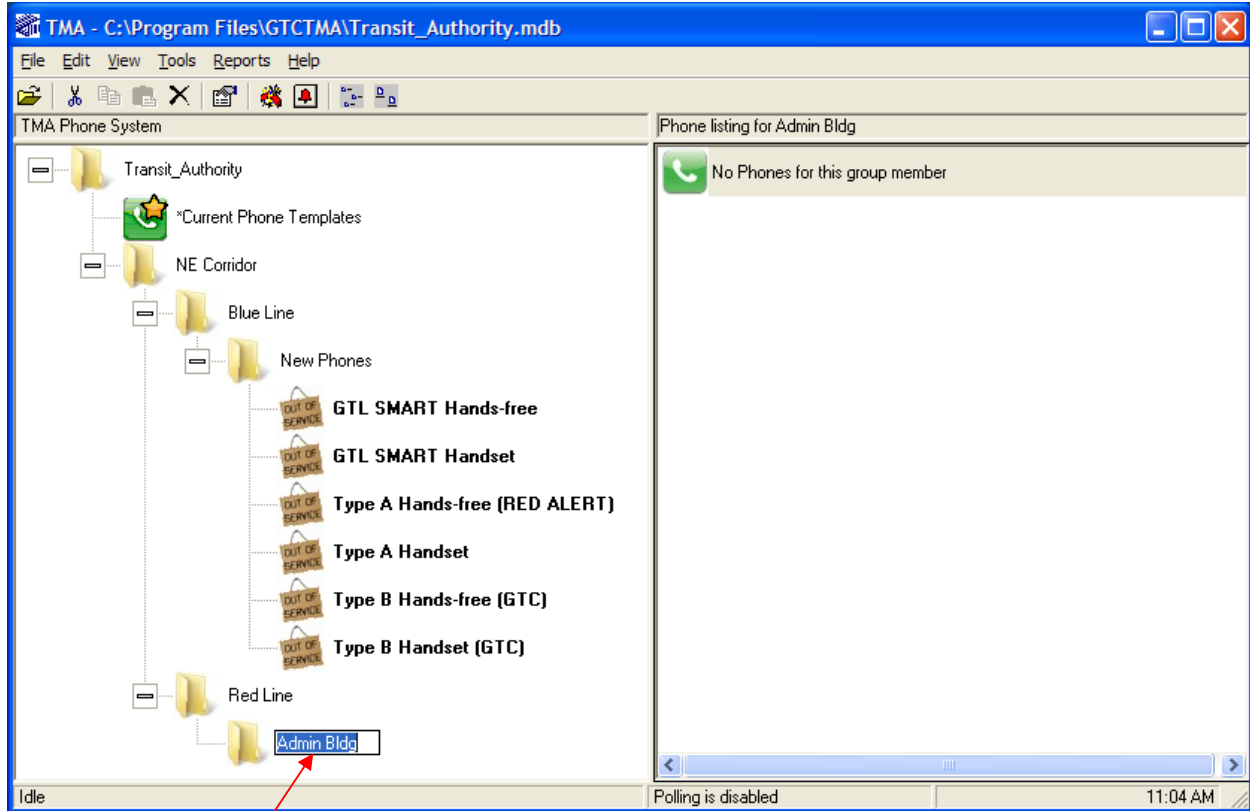 TMA - C:\Program Files\GTCTMA\Transit_Authority.mdb
File Edit View Tools Reports Help
TMA Phone System
Phone listing for Admin Bldg
Transit_Authority
No Phones for this group member
*Current Phone Templates
NE Corridor
Blue Line
New Phones
OUT OF SERVICE GTL SMART Hands-free
OUT OF SERVICE GTL SMART Handset
OUT OF SERVICE Type A Hands-free (RED ALERT)
OUT OF SERVICE Type A Handset
OUT OF SERVICE Type B Hands-free (GTC)
OUT OF SERVICE Type B Handset (GTC)
Red Line
Admin Bldg
Idle
Polling is disabled
11:04 AM